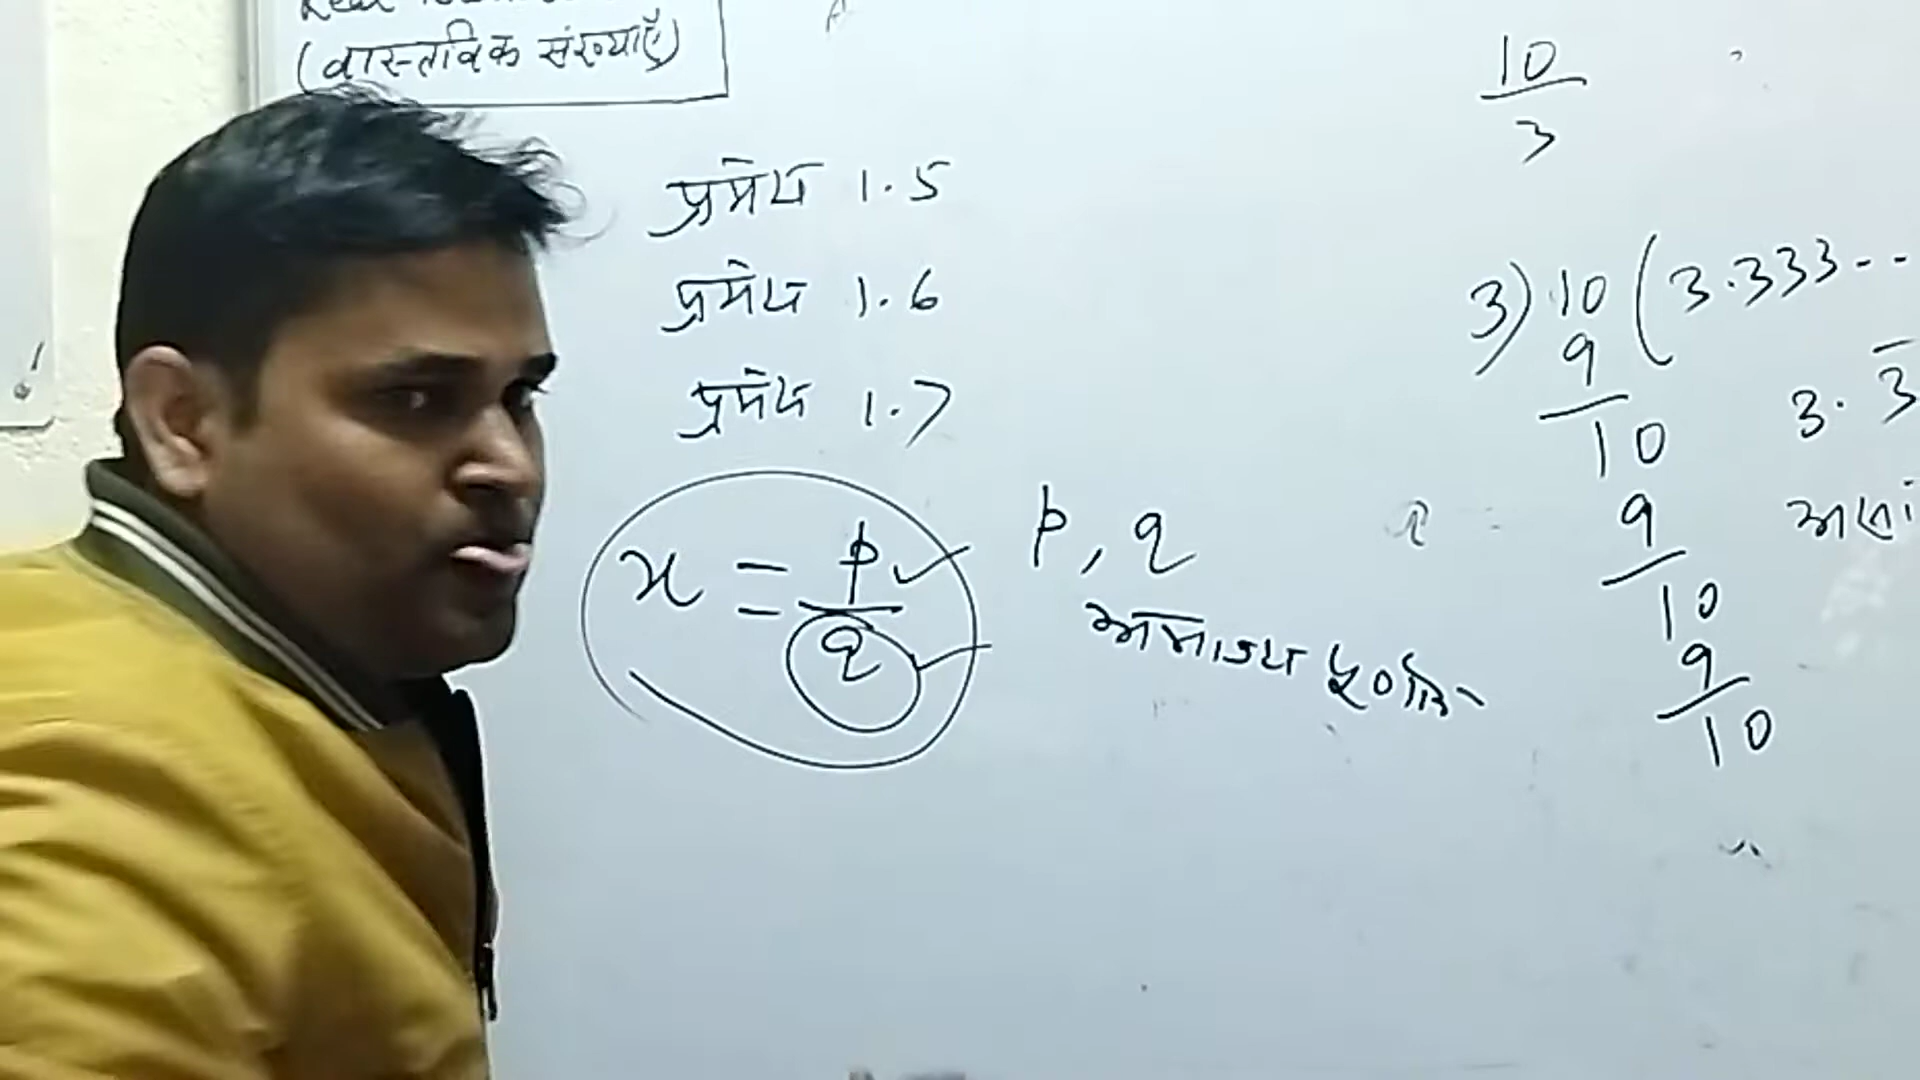 (वास्तविक संख्याएँ)
प्रमेय 1.5
प्रमेय 1.6
प्रमेय 1.7
x = p/q
p, q
अभाज्य पूर्णांक
10/3
3) 10 ( 3.333--
9
10
9
10
9
10
3.3̅